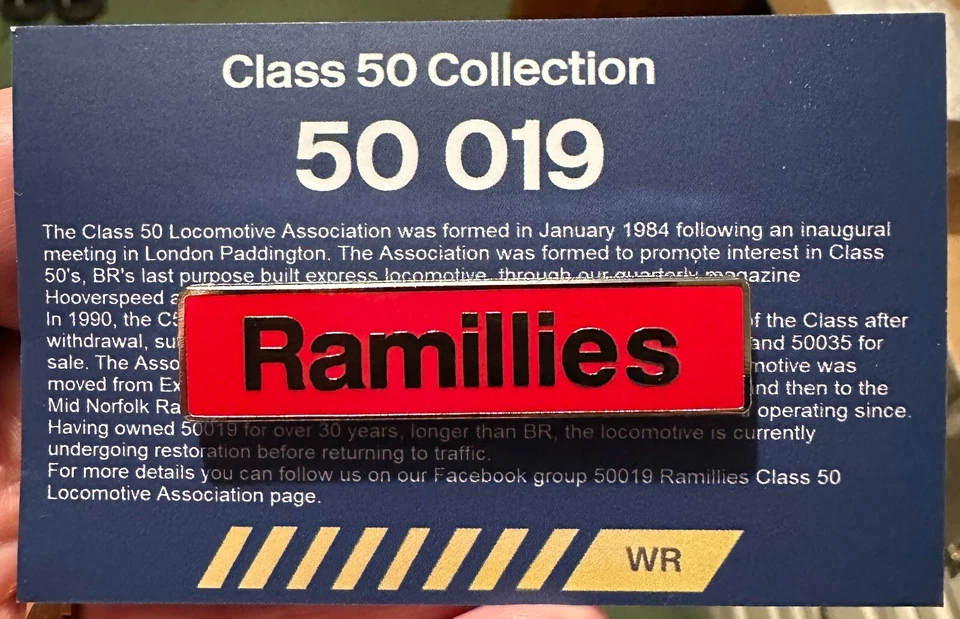 Class 50 Collection
50 019
The Class 50 Locomotive Association was formed in January 1984 following an inaugural
meeting in London Paddington. The Association was formed to promote interest in Class
50's, BR's last purpose built express locomotive, through our quarterly magazine
Hooverspeed
In 1990, the of the Class after
withdrawal, and 50035 for
sale. The was
moved from and then to the
Mid Norfolk operating since.
Ramillies
Having owned 50019 for over 30 years, longer than BR, the locomotive is currently
undergoing restoration before returning to traffic.
For more details you can follow us on our Facebook group 50019 Ramillies Class 50
Locomotive Association page.
WR